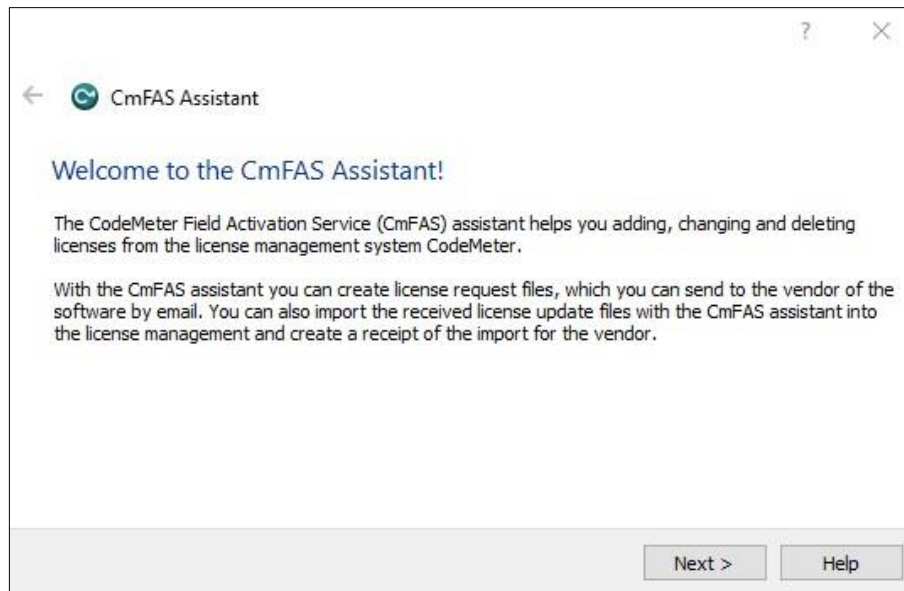 ?
CmFAS Assistant
Welcome to the CmFAS Assistant!
The CodeMeter Field Activation Service (CmFAS) assistant helps you adding, changing and deleting
licenses from the license management system CodeMeter.
With the CmFAS assistant you can create license request files, which you can send to the vendor of the
software by email. You can also import the received license update files with the CmFAS assistant into
the license management and create a receipt of the import for the vendor.
Next > Help